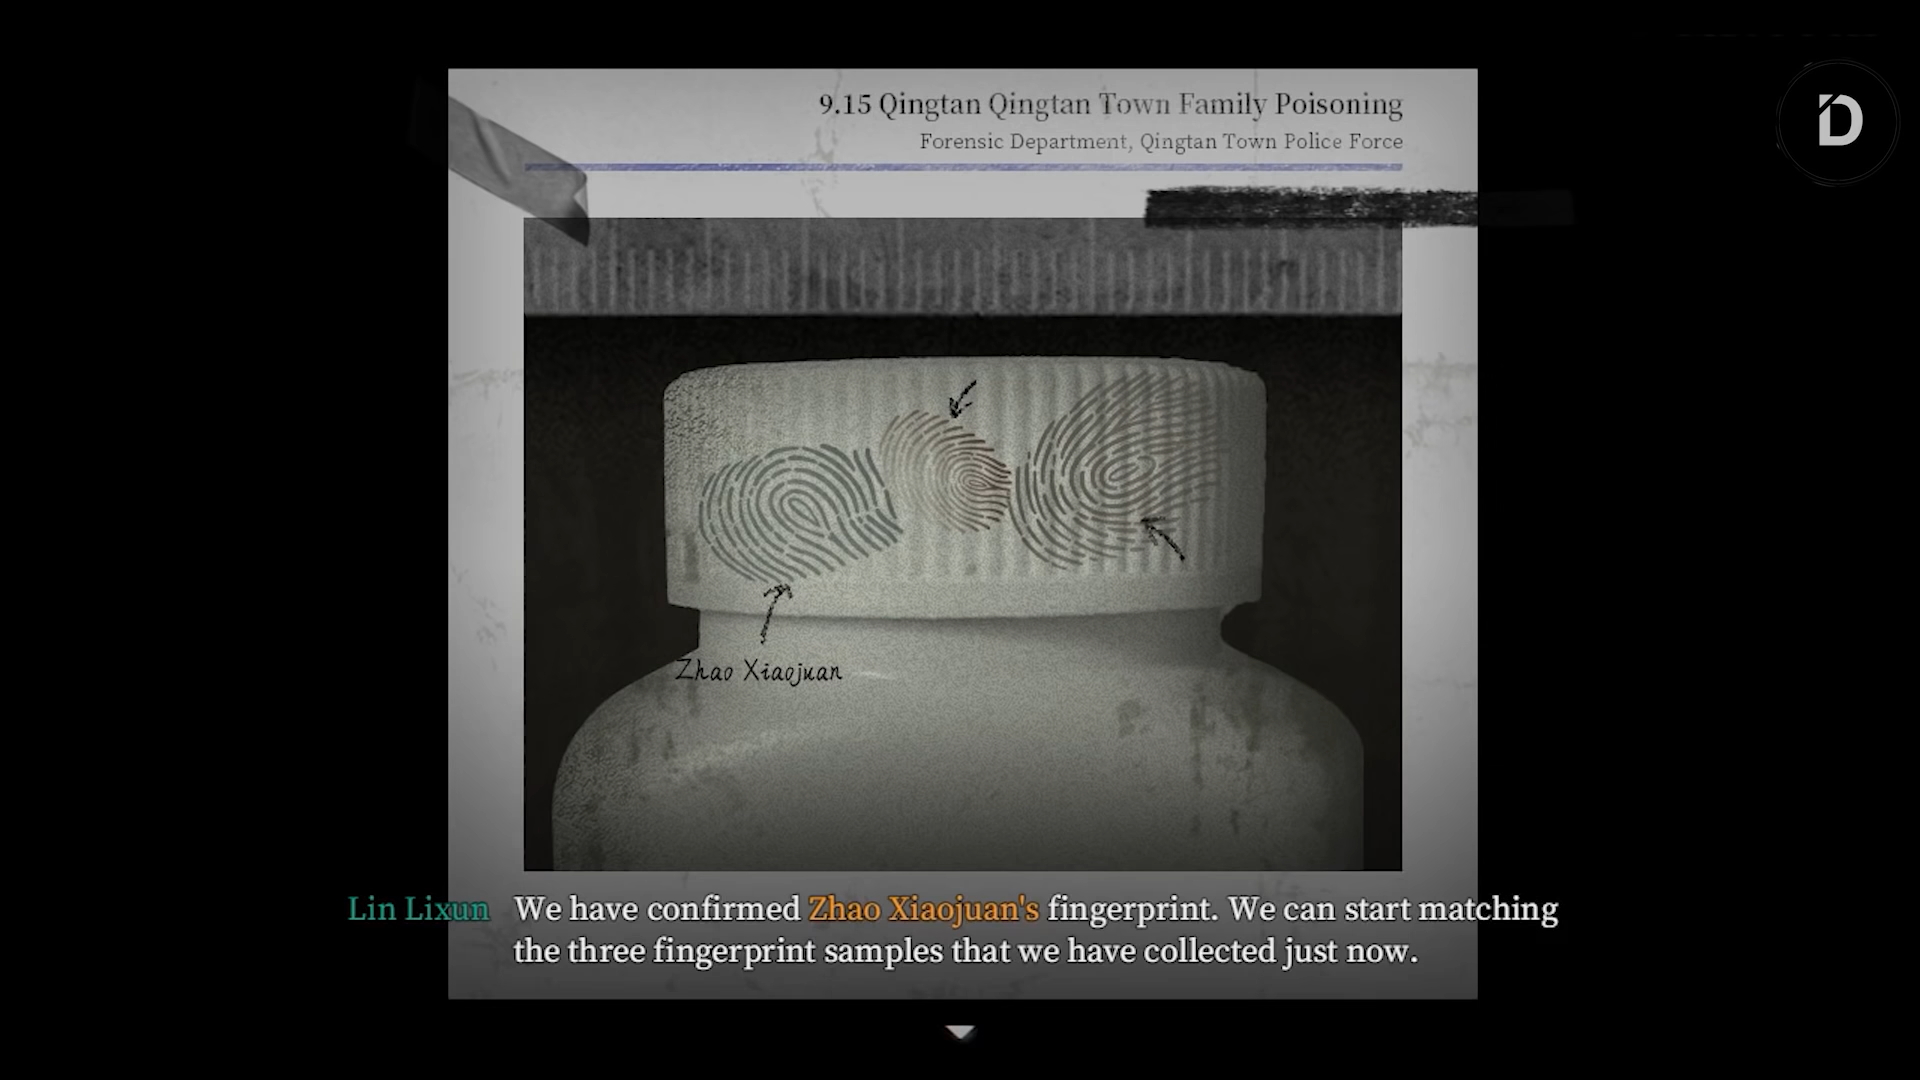 9.15 Qingtan Qingtan Town Family Poisoning
Forensic Department, Qingtan Town Police Force
D
Zhao Xiaojuan
Lin Lixun We have confirmed Zhao Xiaojuan's fingerprint. We can start matching
the three fingerprint samples that we have collected just now.